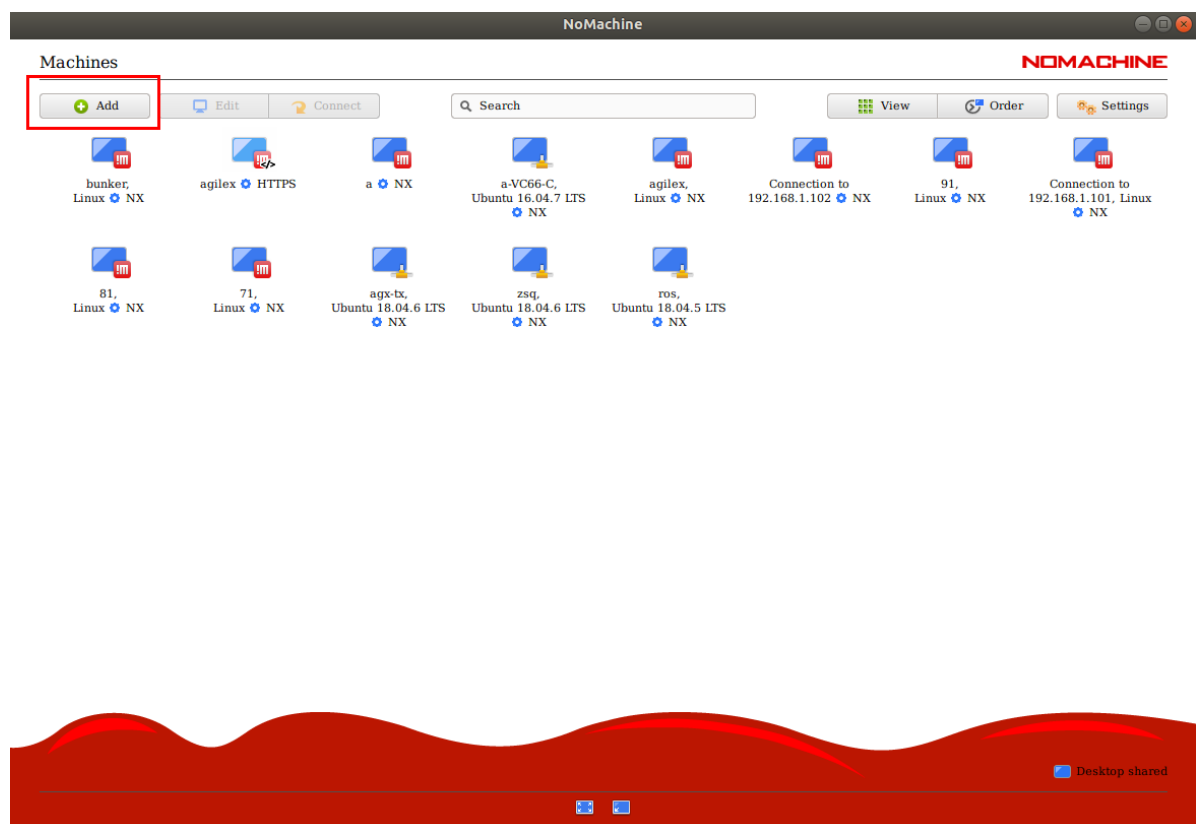 NoMachine
Machines
NOMACHINE
Add
Edit
Connect
Search
View
Order
Settings
bunker,
Linux NX
agilex HTTPS
a NX
a-VC66-C,
Ubuntu 16.04.7 LTS
NX
agilex,
Linux NX
Connection to
192.168.1.102 NX
91,
Linux NX
Connection to
192.168.1.101, Linux
NX
81,
Linux NX
71,
Linux NX
agx-tx,
Ubuntu 18.04.6 LTS
NX
zsq,
Ubuntu 18.04.6 LTS
NX
ros,
Ubuntu 18.04.5 LTS
NX
Desktop shared